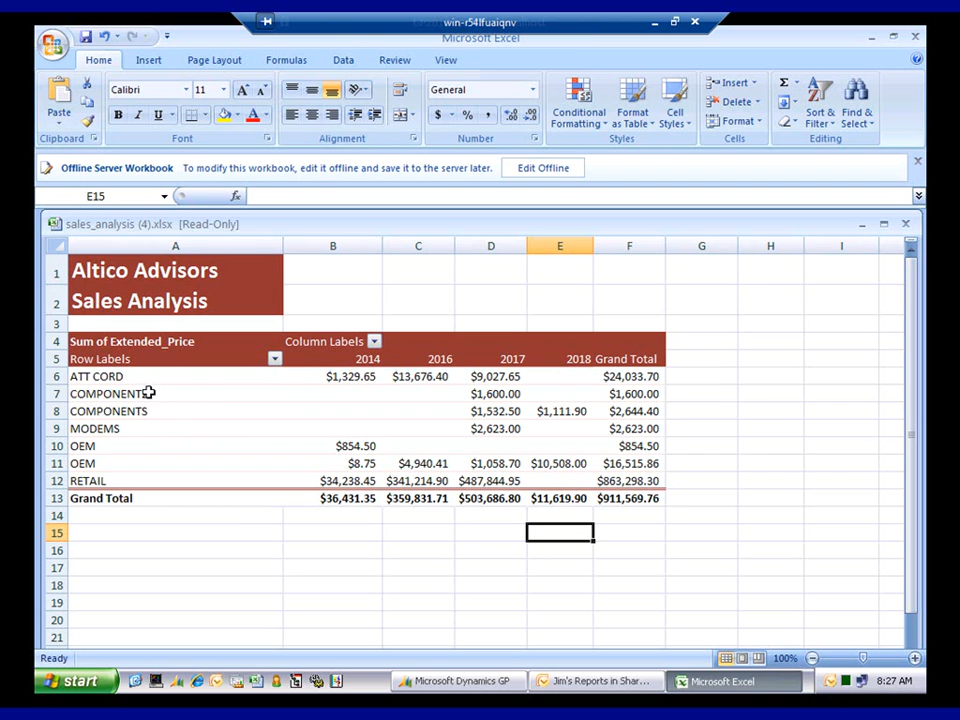 win-r54lfuaiqnv
Microsoft Excel
Home Insert Page Layout Formulas Data Review View
Paste
Calibri 11
General
Conditional Formatting
Format as Table
Cell Styles
Insert
Delete
Format
Sort & Filter
Find & Select
Clipboard Font Alignment Number Styles Cells Editing
Offline Server Workbook To modify this workbook, edit it offline and save it to the server later. Edit Offline
E15 fx
sales_analysis (4).xlsx [Read-Only]
A B C D E F G H I
1 Altico Advisors
2 Sales Analysis
3
4 Sum of Extended_Price Column Labels
5 Row Labels 2014 2016 2017 2018 Grand Total
6 ATT CORD $1,329.65 $13,676.40 $9,027.65 $24,033.70
7 COMPONENT $1,600.00 $1,600.00
8 COMPONENTS $1,532.50 $1,111.90 $2,644.40
9 MODEMS $2,623.00 $2,623.00
10 OEM $854.50 $854.50
11 OEM $8.75 $4,940.41 $1,058.70 $10,508.00 $16,515.86
12 RETAIL $34,238.45 $341,214.90 $487,844.95 $863,298.30
13 Grand Total $36,431.35 $359,831.71 $503,686.80 $11,619.90 $911,569.76
14
15
16
17
18
19
20
21
Ready 100%
start Microsoft Dynamics GP Jim's Reports in Shar... Microsoft Excel 8:27 AM